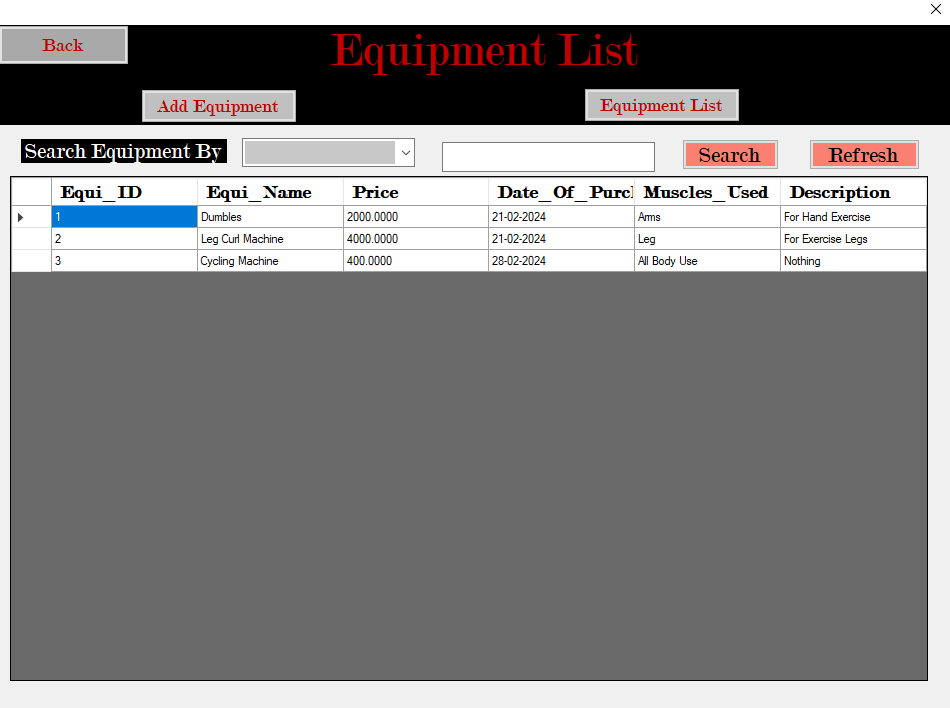 Back
Equipment List
Add Equipment
Equipment List
Search Equipment By
Search
Refresh
Equi_ID Equi_Name Price Date_Of_Purc Muscles_Used Description
1 Dumbles 2000.0000 21-02-2024 Arms For Hand Exercise
2 Leg Curl Machine 4000.0000 21-02-2024 Leg For Exercise Legs
3 Cycling Machine 400.0000 28-02-2024 All Body Use Nothing